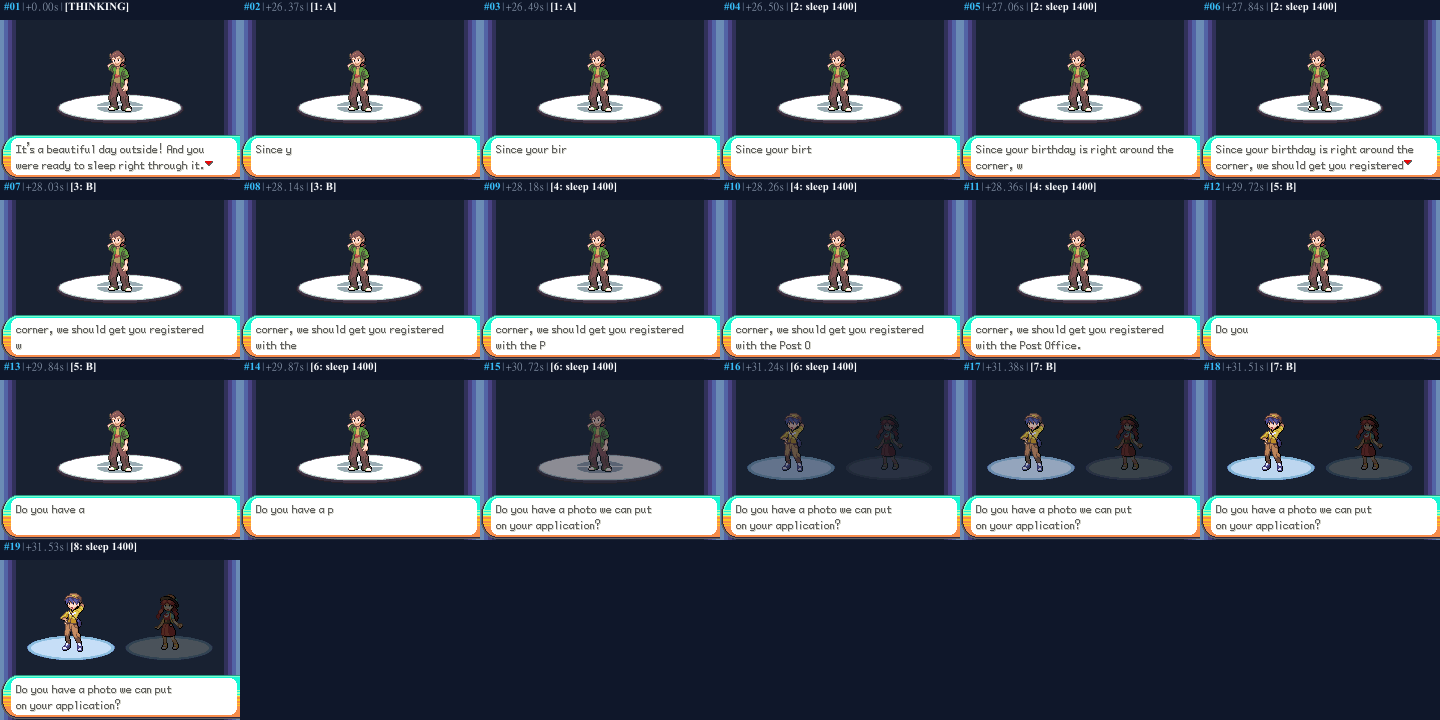 #01|+0.00s|[THINKING]
It's a beautiful day outside! And you
were ready to sleep right through it.
#02|+26.37s|[1: A]
Since y
#03|+26.49s|[1: A]
Since your bir
#04|+26.50s|[2: sleep 1400]
Since your birt
#05|+27.06s|[2: sleep 1400]
Since your birthday is right around the
corner, w
#06|+27.84s|[2: sleep 1400]
Since your birthday is right around the
corner, we should get you registered
#07|+28.03s|[3: B]
corner, we should get you registered
w
#08|+28.14s|[3: B]
corner, we should get you registered
with the
#09|+28.18s|[4: sleep 1400]
corner, we should get you registered
with the P
#10|+28.26s|[4: sleep 1400]
corner, we should get you registered
with the Post O
#11|+28.36s|[4: sleep 1400]
corner, we should get you registered
with the Post Office.
#12|+29.72s|[5: B]
Do you
#13|+29.84s|[5: B]
Do you have a
#14|+29.87s|[6: sleep 1400]
Do you have a p
#15|+30.72s|[6: sleep 1400]
Do you have a photo we can put
on your application?
#16|+31.24s|[6: sleep 1400]
Do you have a photo we can put
on your application?
#17|+31.38s|[7: B]
Do you have a photo we can put
on your application?
#18|+31.51s|[7: B]
Do you have a photo we can put
on your application?
#19|+31.53s|[8: sleep 1400]
Do you have a photo we can put
on your application?